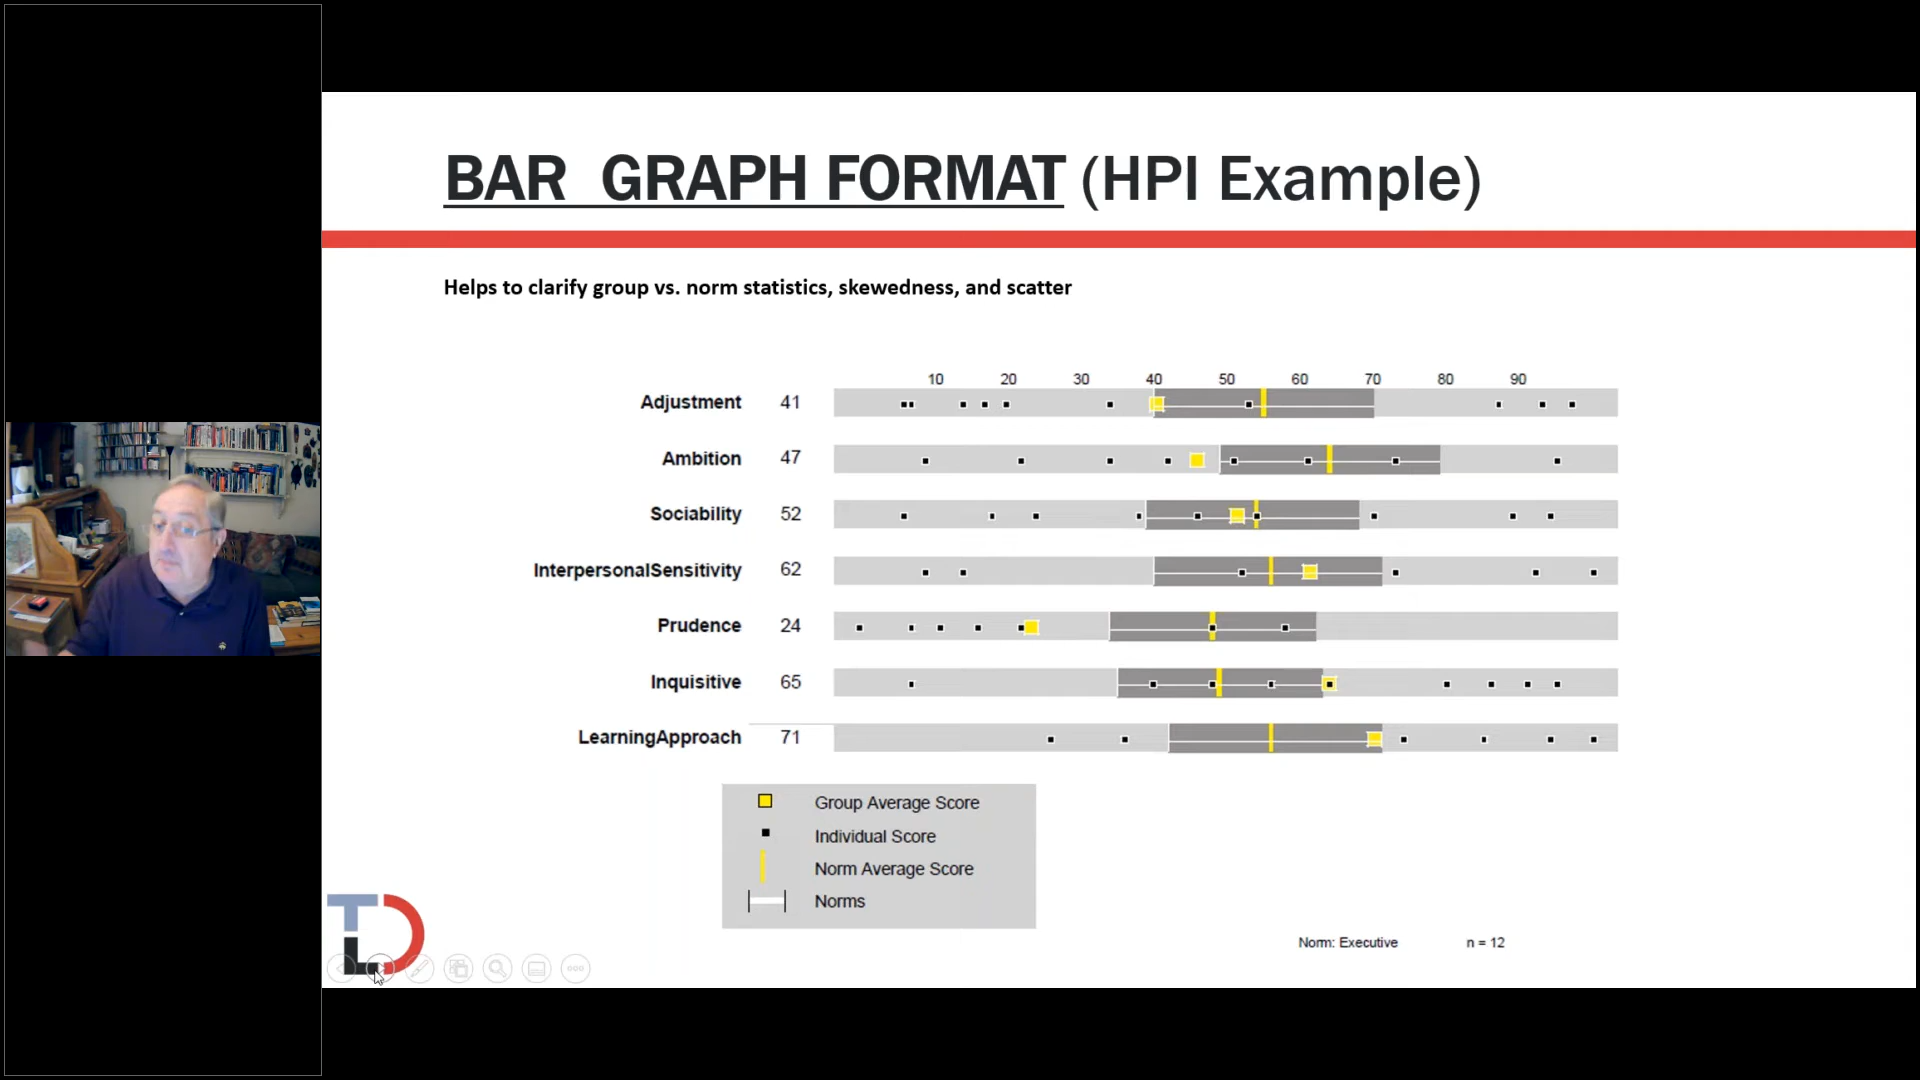 BAR GRAPH FORMAT (HPI Example)
Helps to clarify group vs. norm statistics, skewedness, and scatter
10 20 30 40 50 60 70 80 90
Adjustment 41
Ambition 47
Sociability 52
InterpersonalSensitivity 62
Prudence 24
Inquisitive 65
LearningApproach 71
Group Average Score
Individual Score
Norm Average Score
Norms
TLD
Norm: Executive n = 12